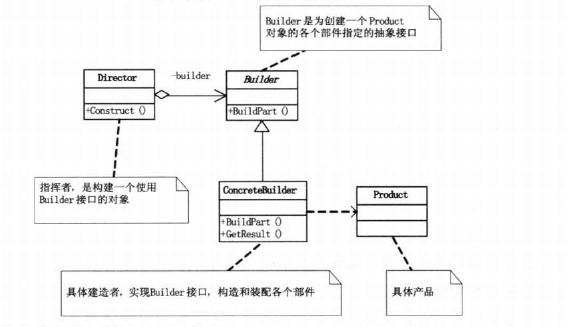 Builder是为创建一个Product
对象的各个部件指定的抽象接口
Director
-builder
Builder
+Construct ()
+BuildPart ()
指挥者，是构建一个使用
Builder接口的对象
ConcreteBuilder
Product
+BuildPart ()
+GetResult ()
具体建造者，实现Builder接口，构造和装配各个部件
具体产品